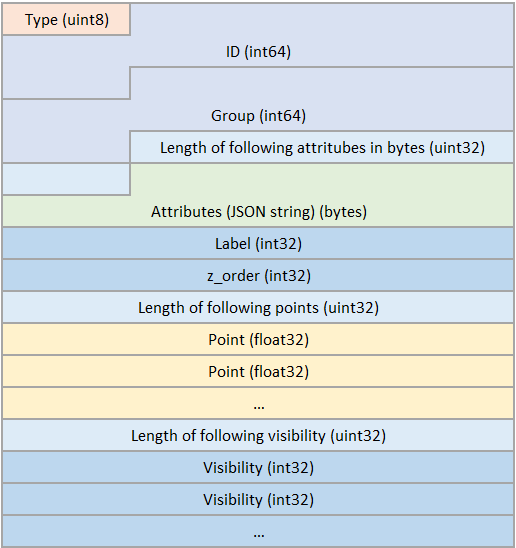 Type (uint8)
ID (int64)
Group (int64)
Length of following attritubes in bytes (uint32)
Attributes (JSON string) (bytes)
Label (int32)
z_order (int32)
Length of following points (uint32)
Point (float32)
Point (float32)
...
Length of following visibility (uint32)
Visibility (int32)
Visibility (int32)
...